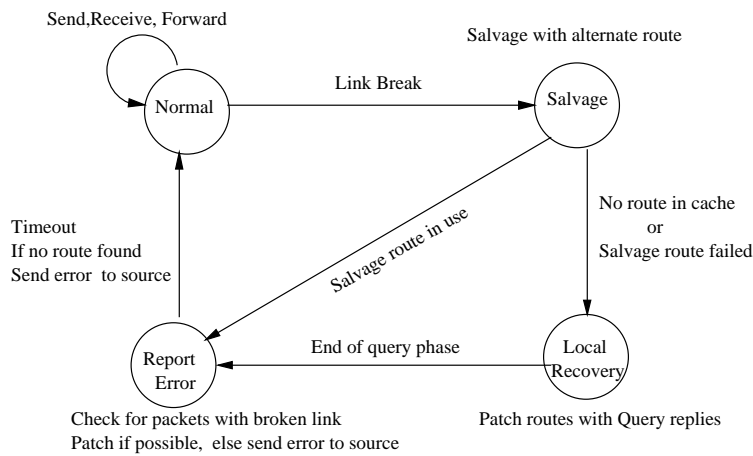 Send,Receive, Forward
Salvage with alternate route
Normal
Link Break
Salvage
Timeout
If no route found
Send error to source
Salvage route in use
No route in cache
or
Salvage route failed
Report
Error
End of query phase
Local
Recovery
Check for packets with broken link
Patch if possible, else send error to source
Patch routes with Query replies